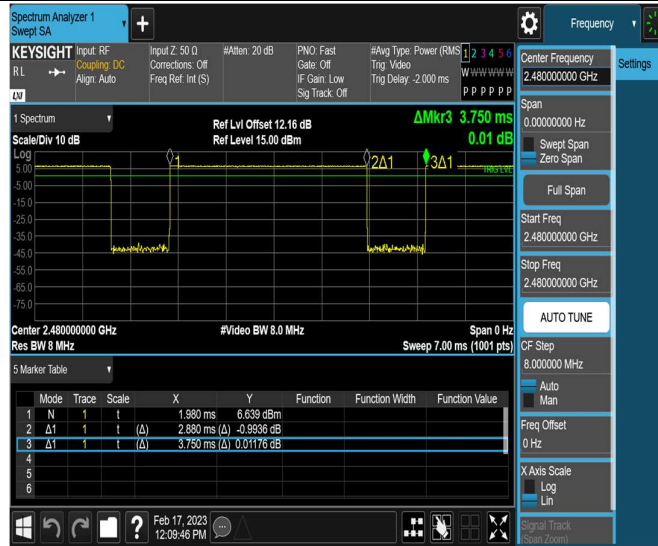 Spectrum Analyzer 1
Swept SA
Frequency
KEYSIGHT
RL
LXI
Input: RF
Coupling: DC
Align: Auto
Input Z: 50 Ω
Corrections: Off
Freq Ref: Int (S)
#Atten: 20 dB
PNO: Fast
Gate: Off
IF Gain: Low
Sig Track: Off
#Avg Type: Power (RMS
Trig: Video
Trig Delay: -2.000 ms
1 2 3 4 5 6
W W W W W W
P P P P P P
Center Frequency
2.480000000 GHz
Settings
Span
0.00000000 Hz
Swept Span
Zero Span
Full Span
Start Freq
2.480000000 GHz
Stop Freq
2.480000000 GHz
AUTO TUNE
CF Step
8.000000 MHz
Auto
Man
Freq Offset
0 Hz
X Axis Scale
Log
Lin
Signal Track
(Span Zoom)
1 Spectrum
Scale/Div 10 dB
Ref Lvl Offset 12.16 dB
Ref Level 15.00 dBm
ΔMkr3 3.750 ms
0.01 dB
Log
1
2Δ1
3Δ1
TRIG LVL
5.00
-5.00
-15.0
-25.0
-35.0
-45.0
-55.0
-65.0
-75.0
Center 2.480000000 GHz
#Video BW 8.0 MHz
Span 0 Hz
Res BW 8 MHz
Sweep 7.00 ms (1001 pts)
5 Marker Table
Mode Trace Scale X Y Function Function Width Function Value
1 N 1 t 1.980 ms 6.639 dBm
2 Δ1 1 t (Δ) 2.880 ms (Δ) -0.9936 dB
3 Δ1 1 t (Δ) 3.750 ms (Δ) 0.01176 dB
4
5
6
?
Feb 17, 2023
12:09:46 PM